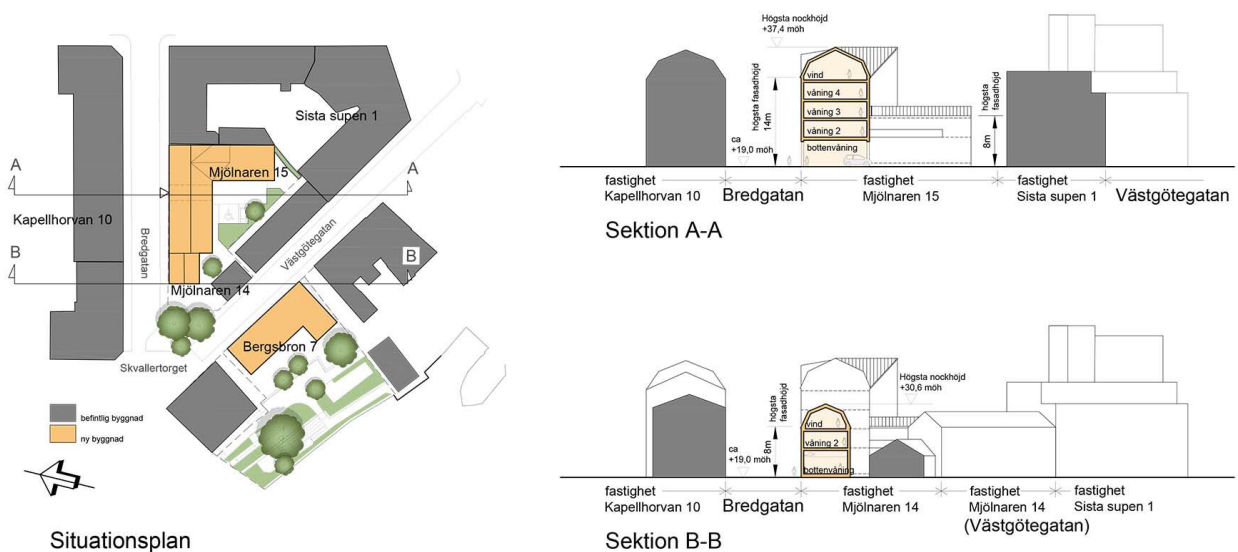 Sista supen 1
A
Mjölnaren 15
A
Kapellhorvan 10
Bredgatan
Västgötegatan
B
B
Mjölnaren 14
Bergsbron 7
Skvallertorget
befintlig byggnad
ny byggnad
Situationsplan
Högsta nockhöjd
+37,4 möh
högsta fasadhöjd
14m
vind
våning 4
våning 3
våning 2
bottenvåning
ca
+19,0 möh
högsta
fasadhöjd
8m
fastighet
Kapellhorvan 10
Bredgatan
fastighet
Mjölnaren 15
fastighet
Sista supen 1
Västgötegatan
Sektion A-A
Högsta nockhöjd
+30,6 möh
högsta
fasadhöjd
8m
vind
våning 2
bottenvåning
ca
+19,0 möh
fastighet
Kapellhorvan 10
Bredgatan
fastighet
Mjölnaren 14
fastighet
Mjölnaren 14
(Västgötegatan)
fastighet
Sista supen 1
Sektion B-B